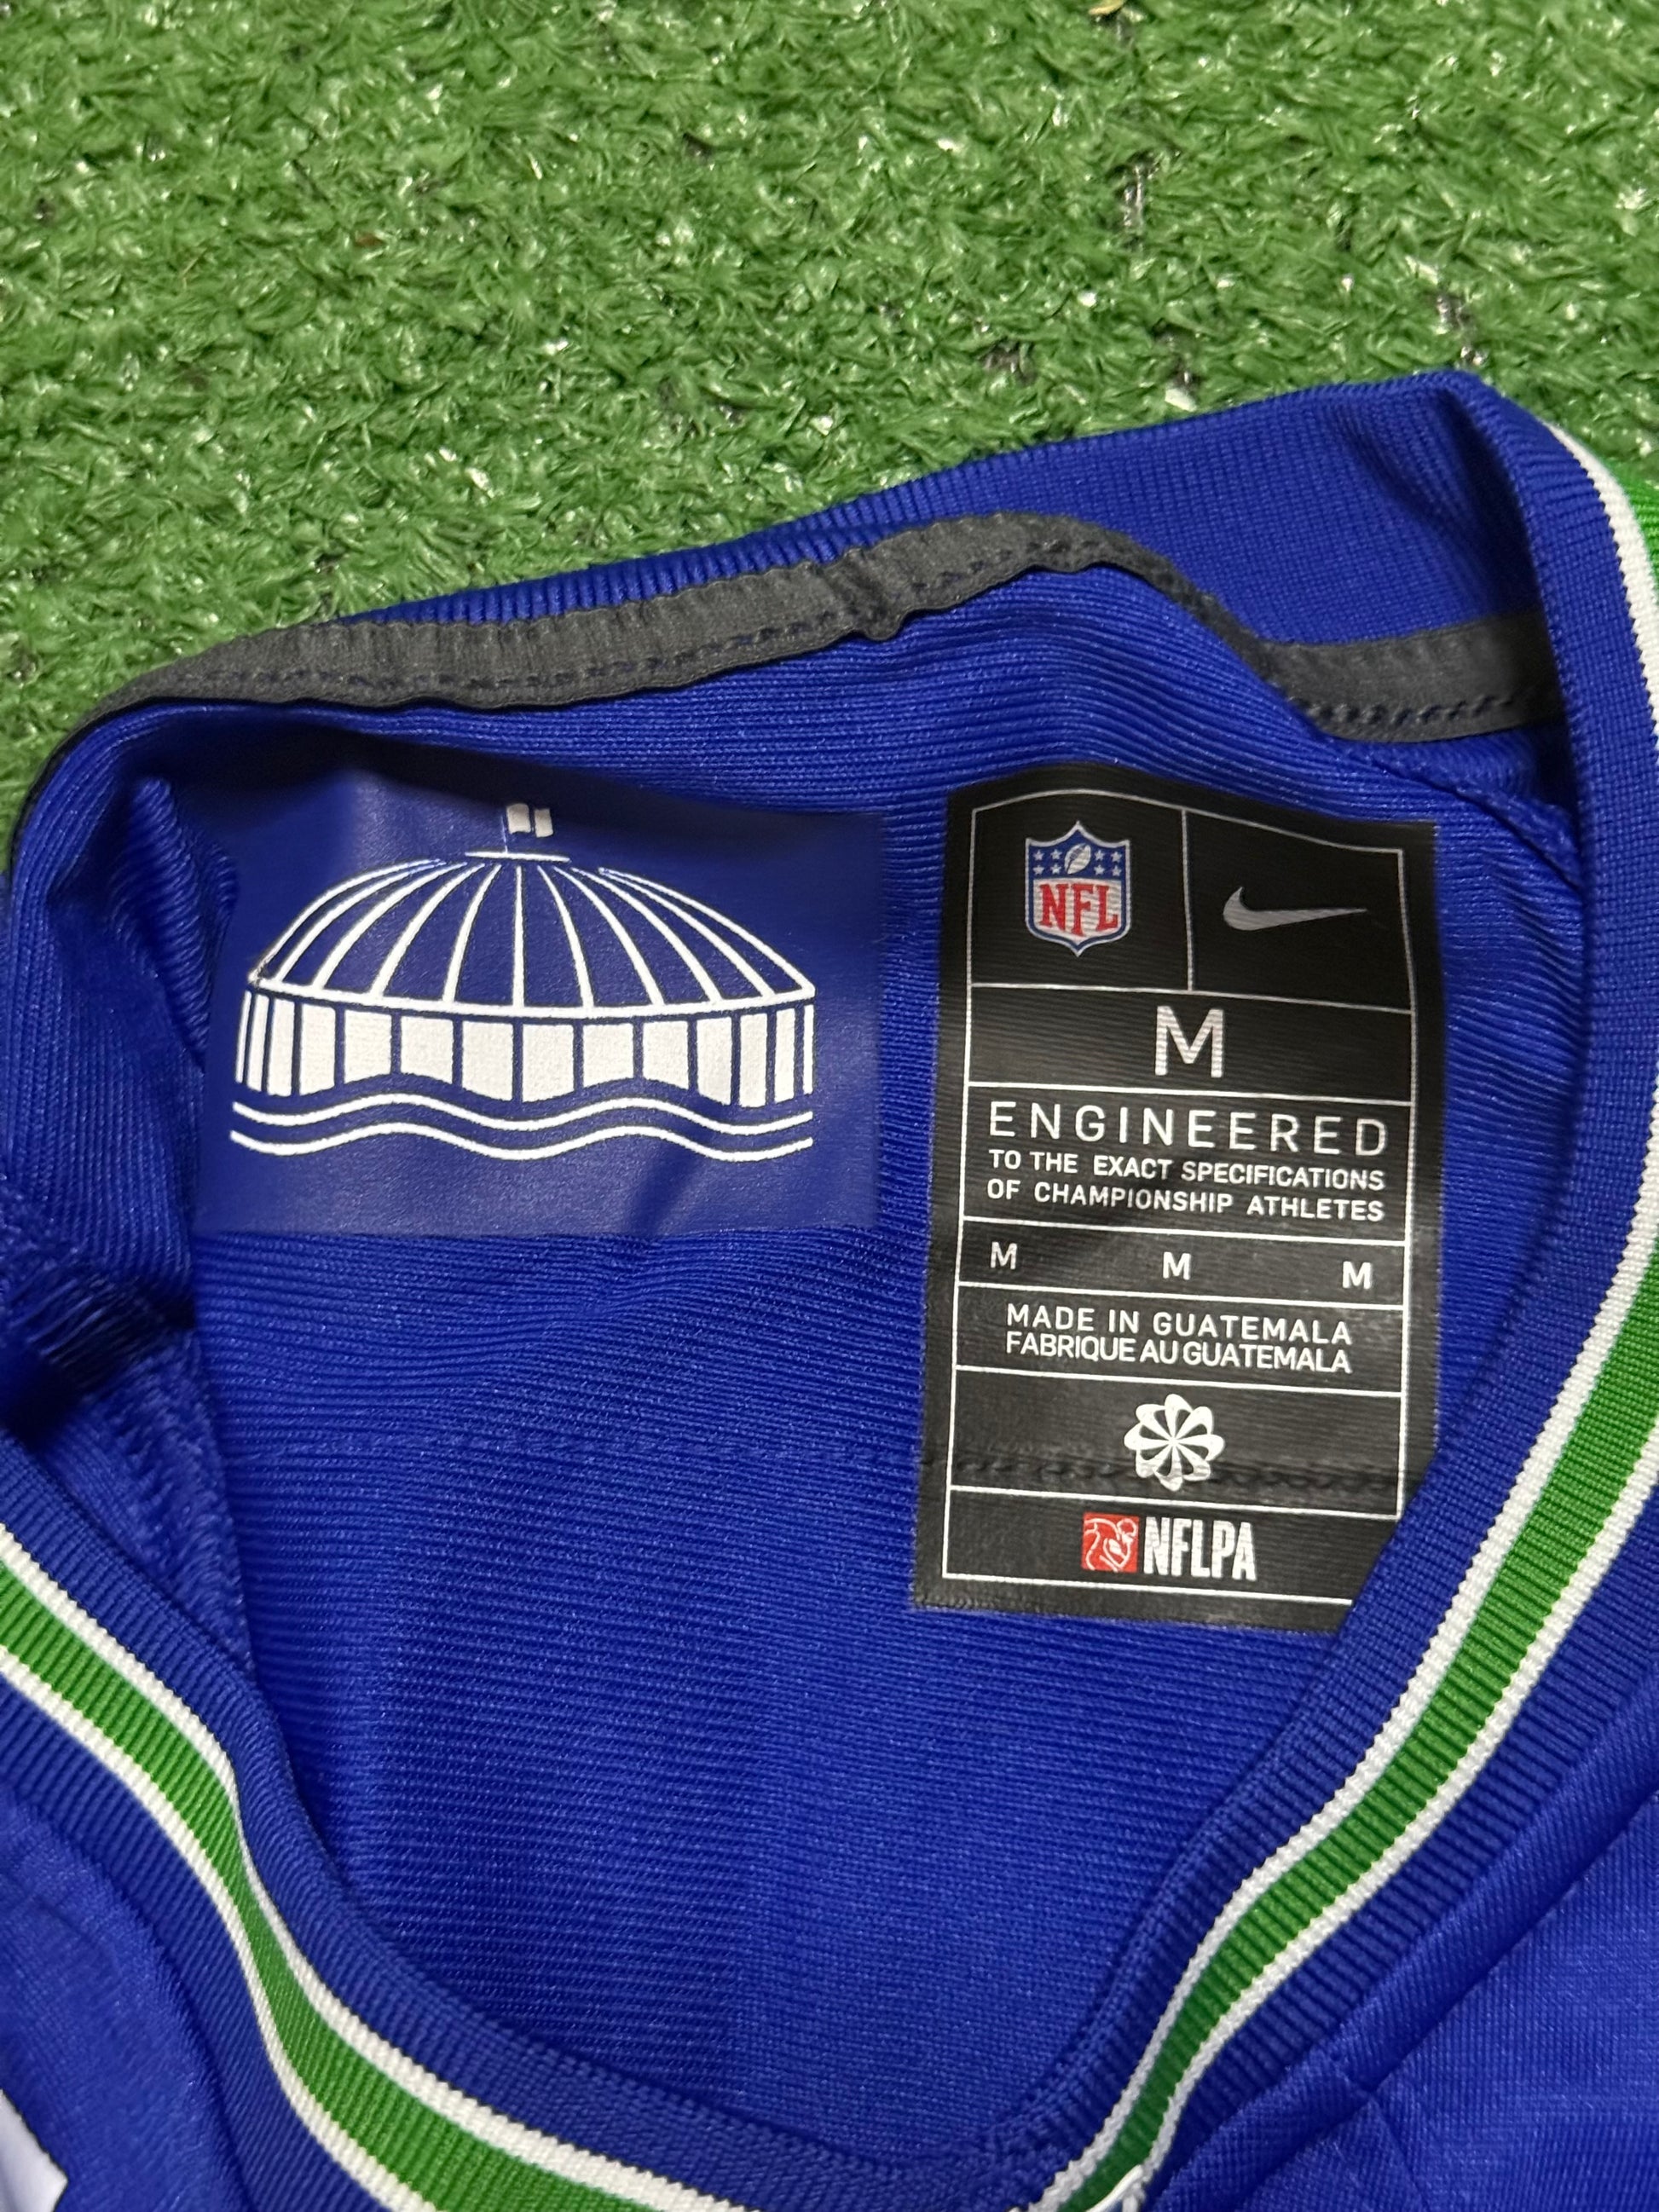 NFL
M
ENGINEERED
TO THE EXACT SPECIFICATIONS
OF CHAMPIONSHIP ATHLETES
M M M
MADE IN GUATEMALA
FABRIQUE AU GUATEMALA
NFLPA